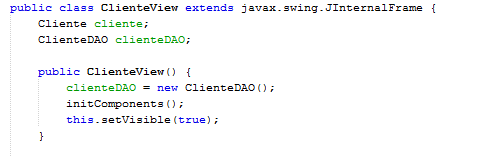 public class ClienteView extends javax.swing.JInternalFrame {
    Cliente cliente;
    ClienteDAO clienteDAO;

    public ClienteView() {
        clienteDAO = new ClienteDAO();
        initComponents();
        this.setVisible(true);
    }